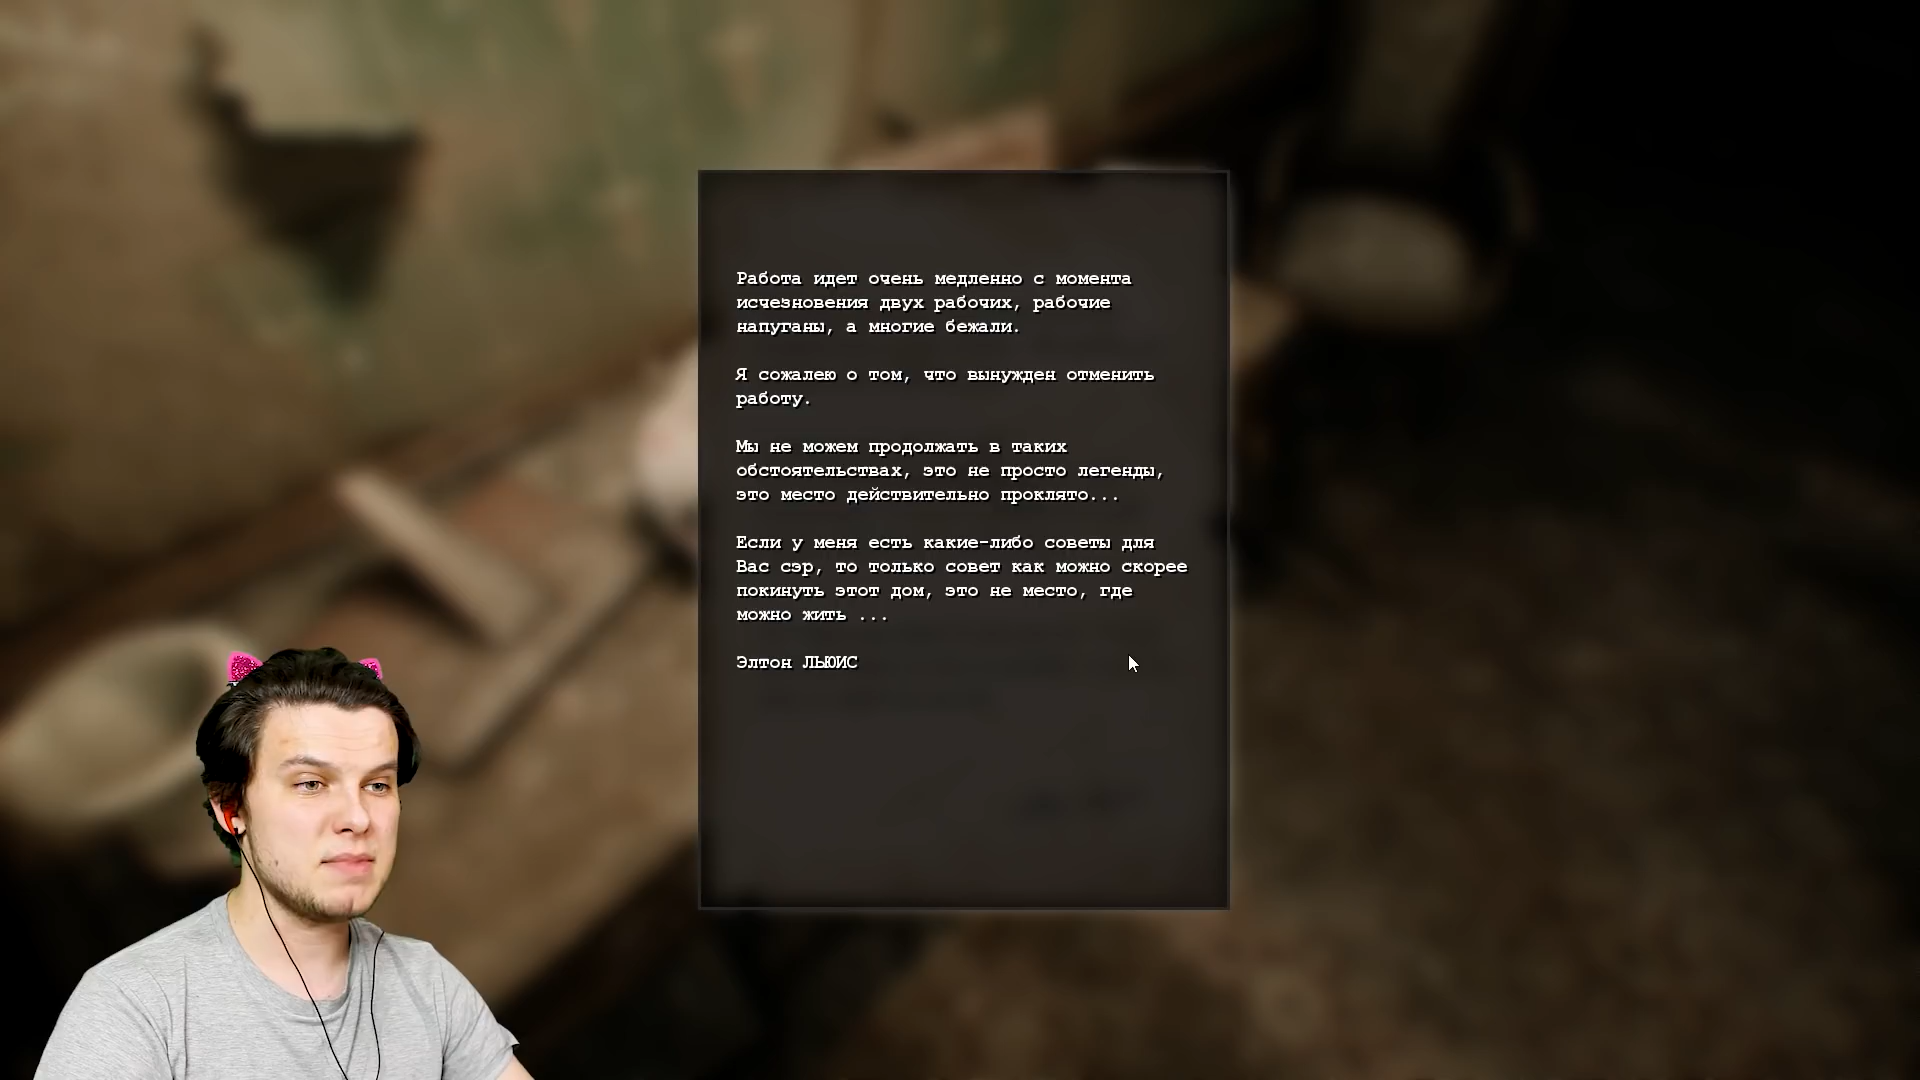 Работа идет очень медленно с момента
исчезновения двух рабочих, рабочие
напуганы, а многие бежали.
Я сожалею о том, что вынужден отменить
работу.
Мы не можем продолжать в таких
обстоятельствах, это не просто легенды,
это место действительно проклято...
Если у меня есть какие-либо советы для
Вас сэр, то только совет как можно скорее
покинуть этот дом, это не место, где
можно жить ...
Элтон ЛЬЮИС